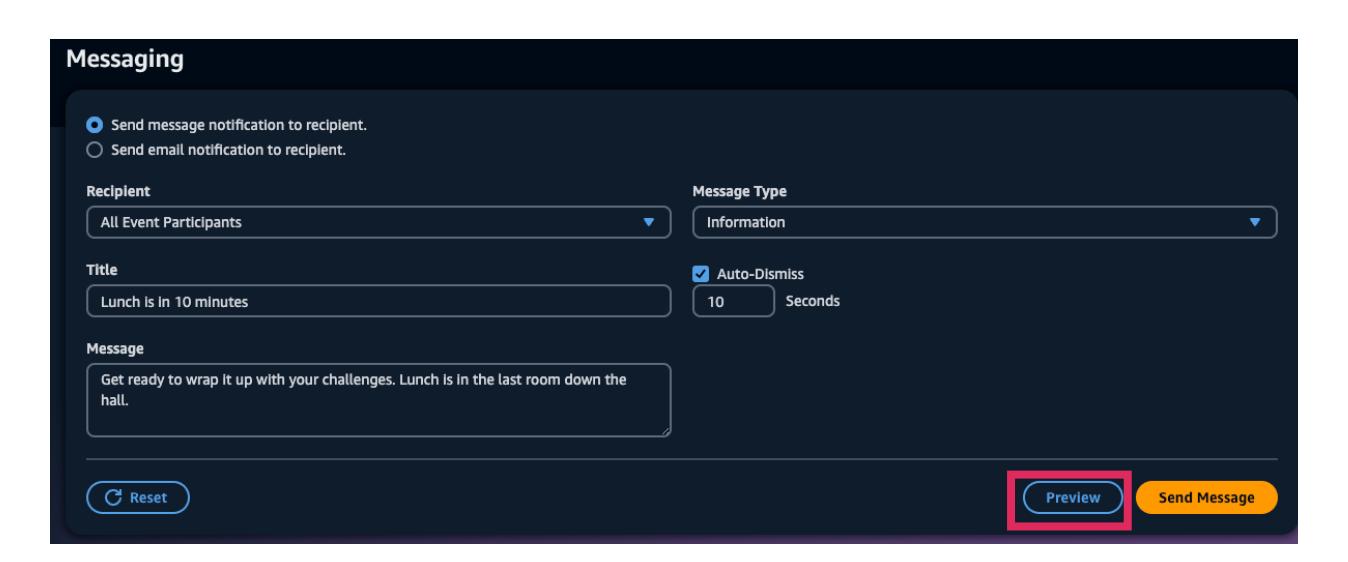 Messaging
Send message notification to recipient.
Send email notification to recipient.
Recipient
Message Type
All Event Participants
Information
Title
Auto-Dismiss
Lunch is in 10 minutes
10 Seconds
Message
Get ready to wrap it up with your challenges. Lunch is in the last room down the
hall.
Reset
Preview
Send Message